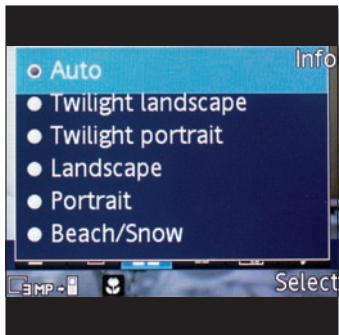 Info
Auto
Twilight landscape
Twilight portrait
Landscape
Portrait
Beach/Snow
3MP
Select